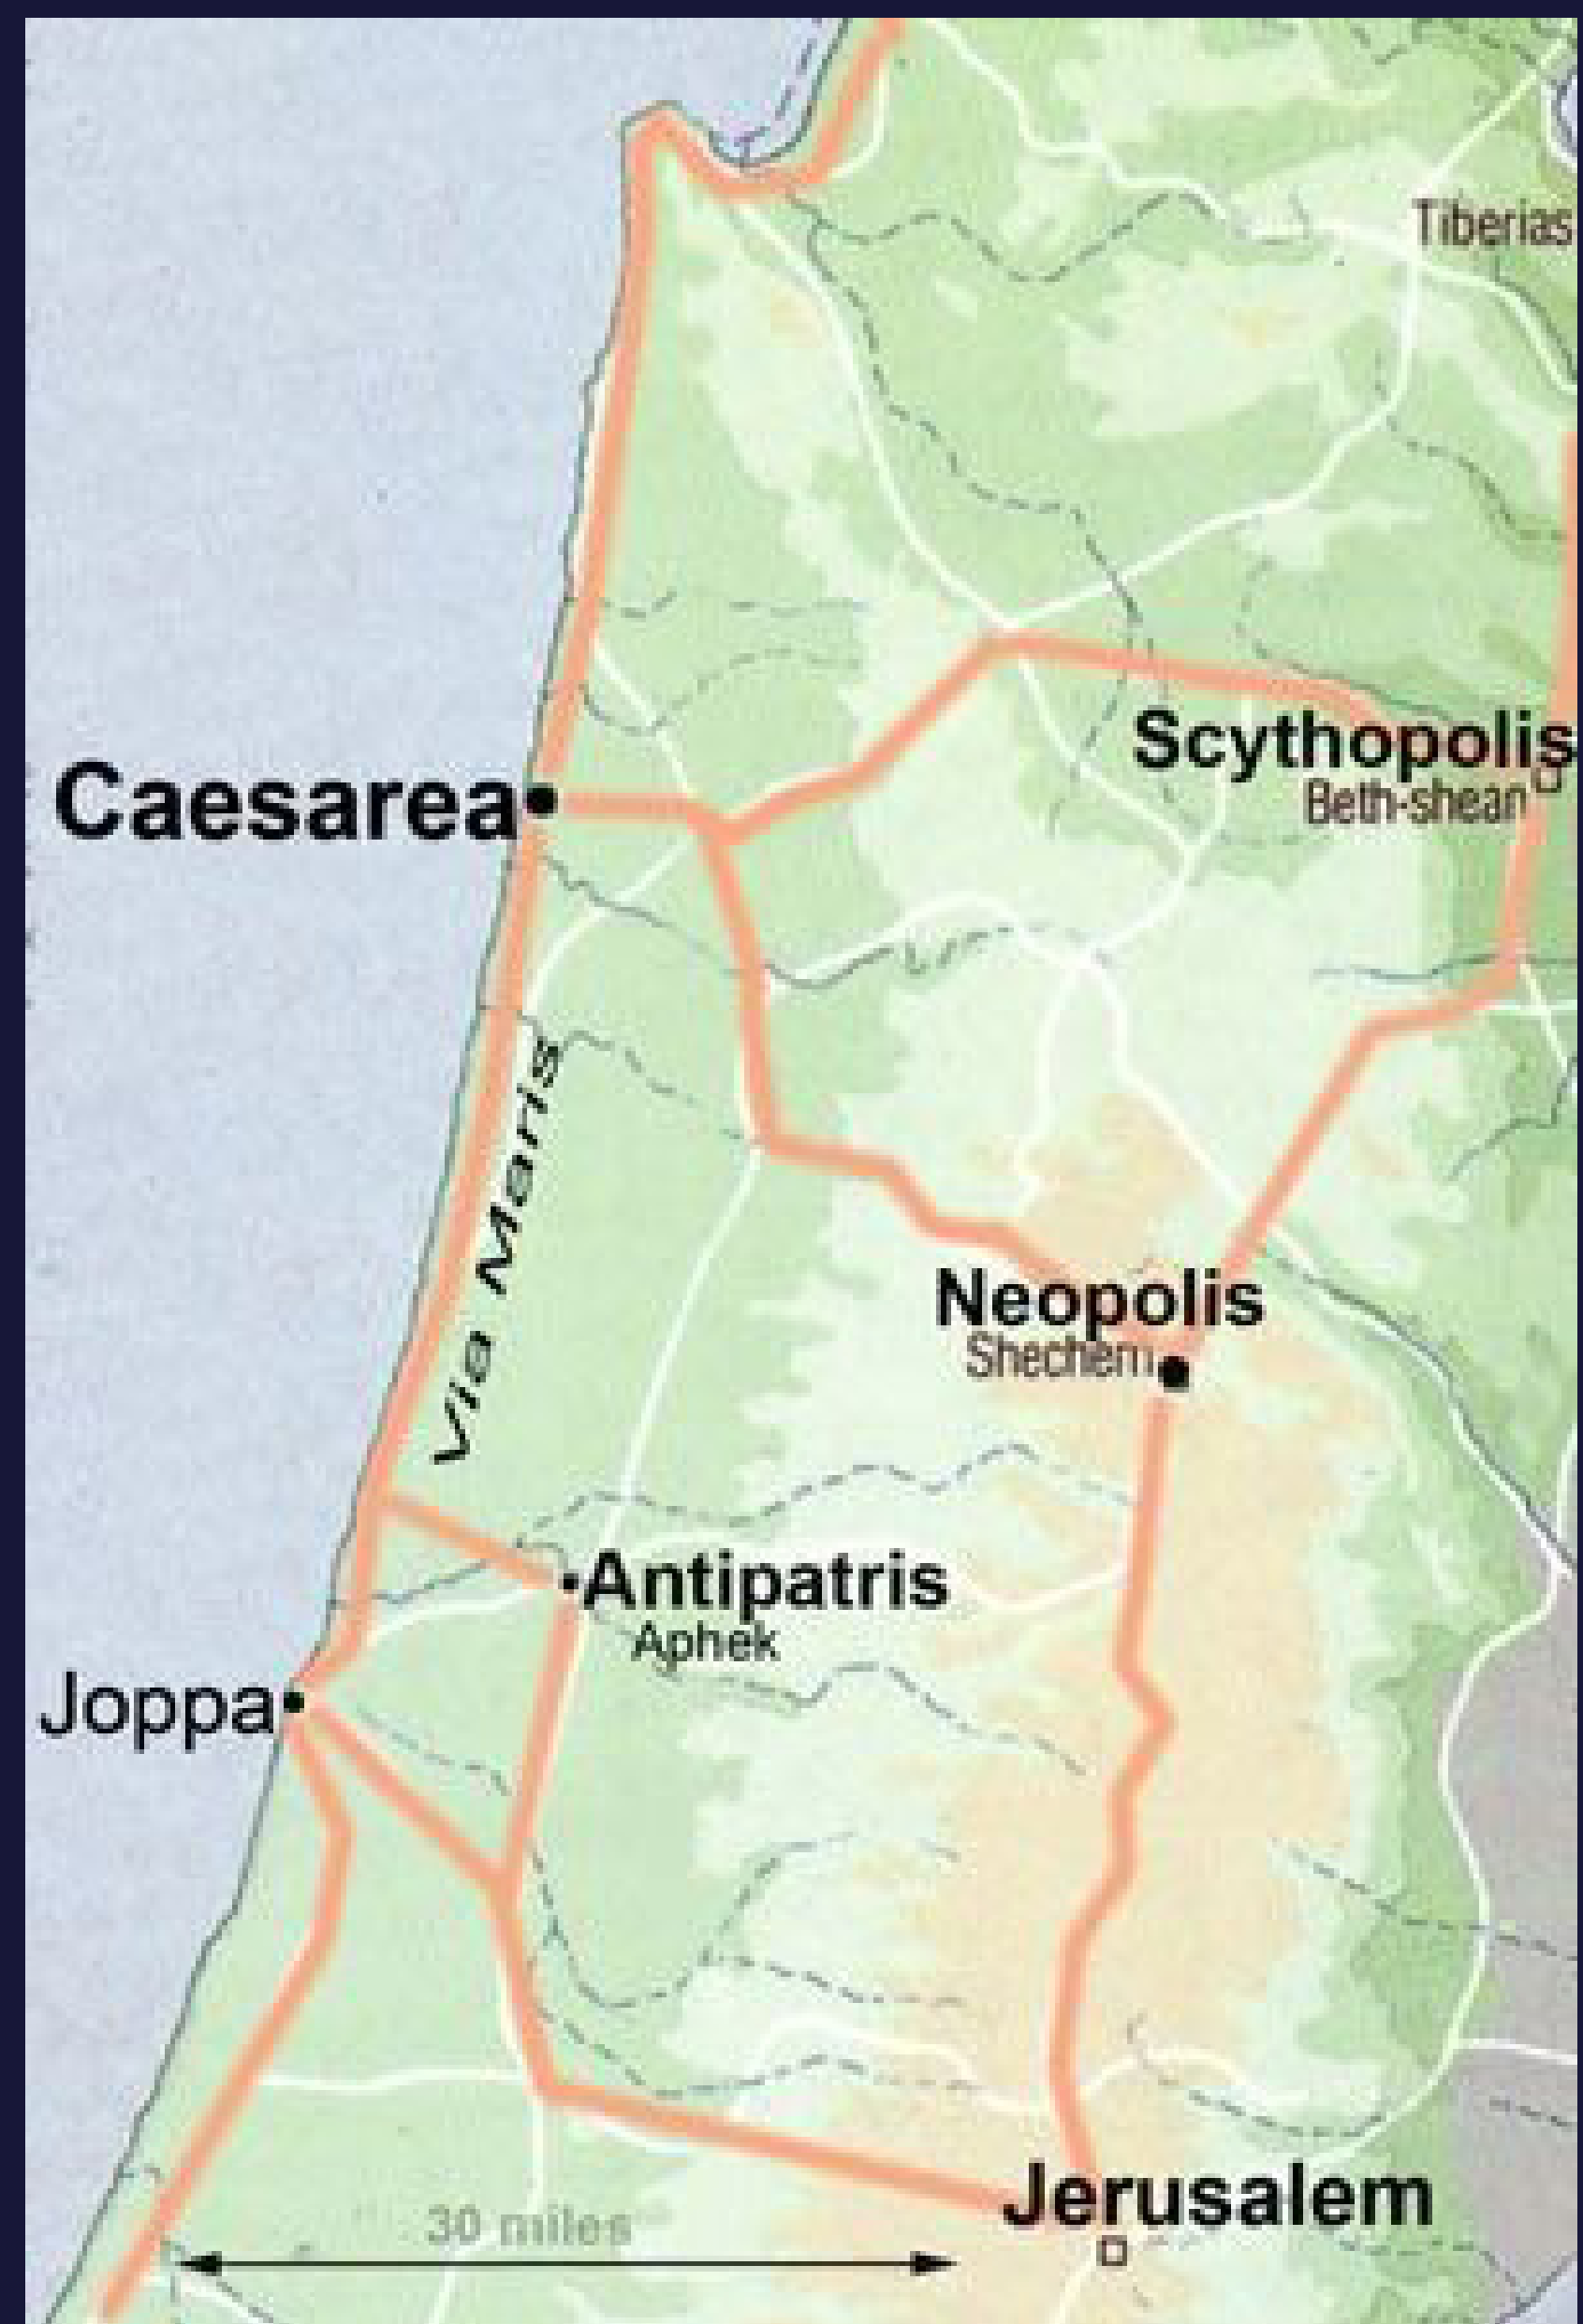 Tiberias
Scythopolis
Beth-shean
Caesarea
Via Maris
Neopolis
Shechem
Antipatris
Aphek
Joppa
Jerusalem
30 miles